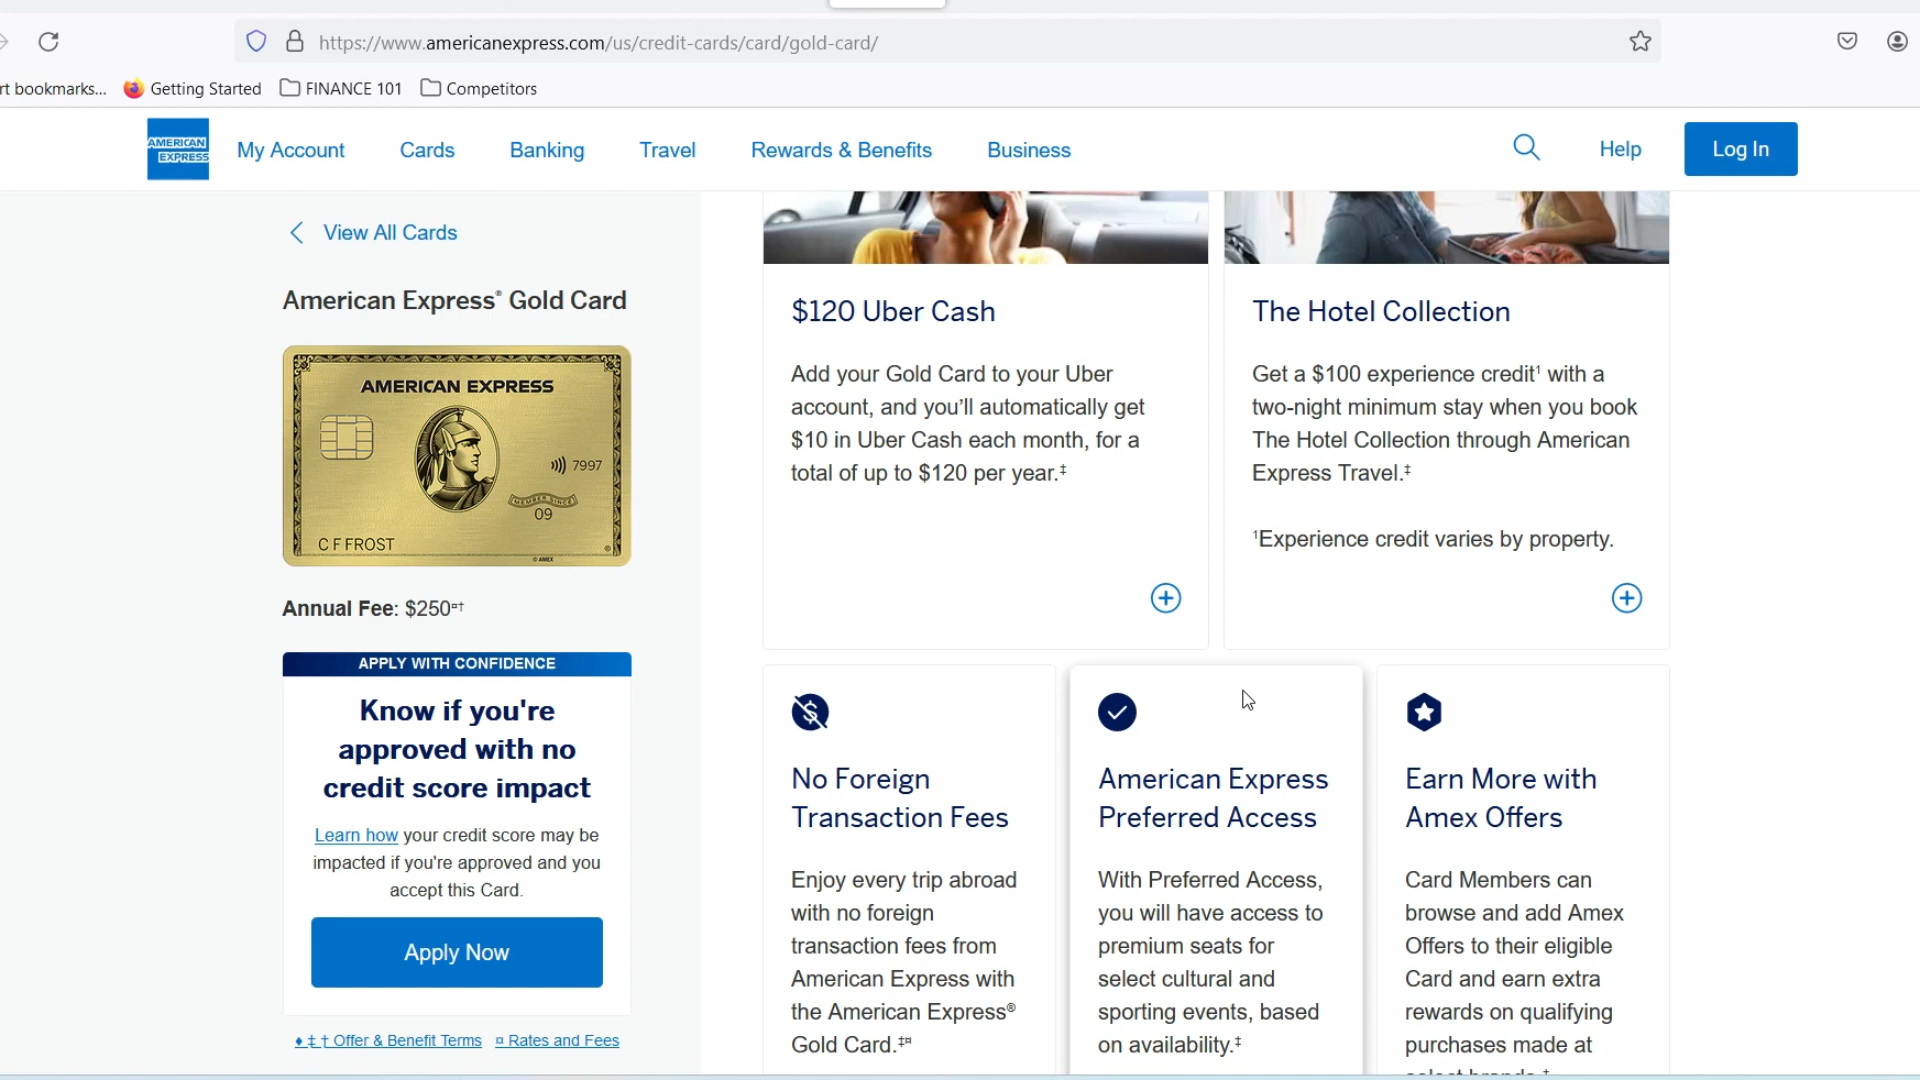 https://www.americanexpress.com/us/credit-cards/card/gold-card/
rt bookmarks...
Getting Started
FINANCE 101
Competitors
AMERICAN
EXPRESS
My Account
Cards
Banking
Travel
Rewards & Benefits
Business
Help
Log In
View All Cards
American Express® Gold Card
AMERICAN EXPRESS
7997
MEMBER SINCE
09
C F FROST
© AMEX
®
Annual Fee: $250¤†
APPLY WITH CONFIDENCE
Know if you're
approved with no
credit score impact
Learn how your credit score may be
impacted if you're approved and you
accept this Card.
Apply Now
♦ ‡ † Offer & Benefit Terms
¤ Rates and Fees
$120 Uber Cash
Add your Gold Card to your Uber
account, and you’ll automatically get
$10 in Uber Cash each month, for a
total of up to $120 per year.‡
The Hotel Collection
Get a $100 experience credit¹ with a
two-night minimum stay when you book
The Hotel Collection through American
Express Travel.‡
¹Experience credit varies by property.
No Foreign
Transaction Fees
Enjoy every trip abroad
with no foreign
transaction fees from
American Express with
the American Express®
Gold Card.‡¤
American Express
Preferred Access
With Preferred Access,
you will have access to
premium seats for
select cultural and
sporting events, based
on availability.‡
Earn More with
Amex Offers
Card Members can
browse and add Amex
Offers to their eligible
Card and earn extra
rewards on qualifying
purchases made at
select brands.‡